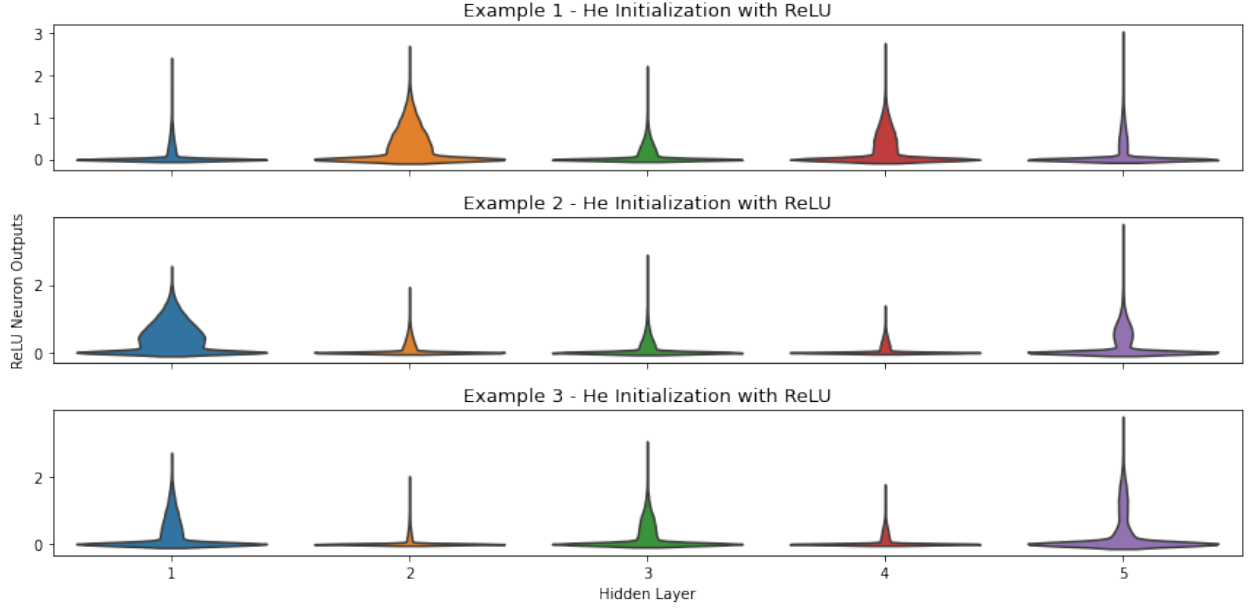 Example 1 - He Initialization with ReLU
3
2
1
0
Example 2 - He Initialization with ReLU
2
0
ReLU Neuron Outputs
Example 3 - He Initialization with ReLU
2
0
1 2 3 4 5
Hidden Layer